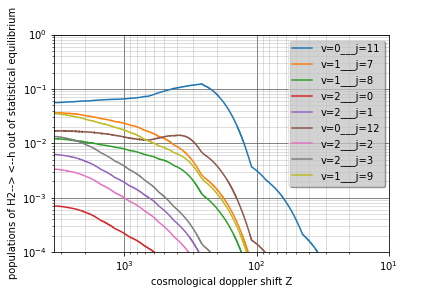 populations of H2--> <--h out of statistical equilibrium
10⁰
10⁻¹
10⁻²
10⁻³
10⁻⁴
v=0___j=11
v=1___j=7
v=1___j=8
v=2___j=0
v=2___j=1
v=0___j=12
v=2___j=2
v=2___j=3
v=1___j=9
10³
10²
10¹
cosmological doppler shift Z